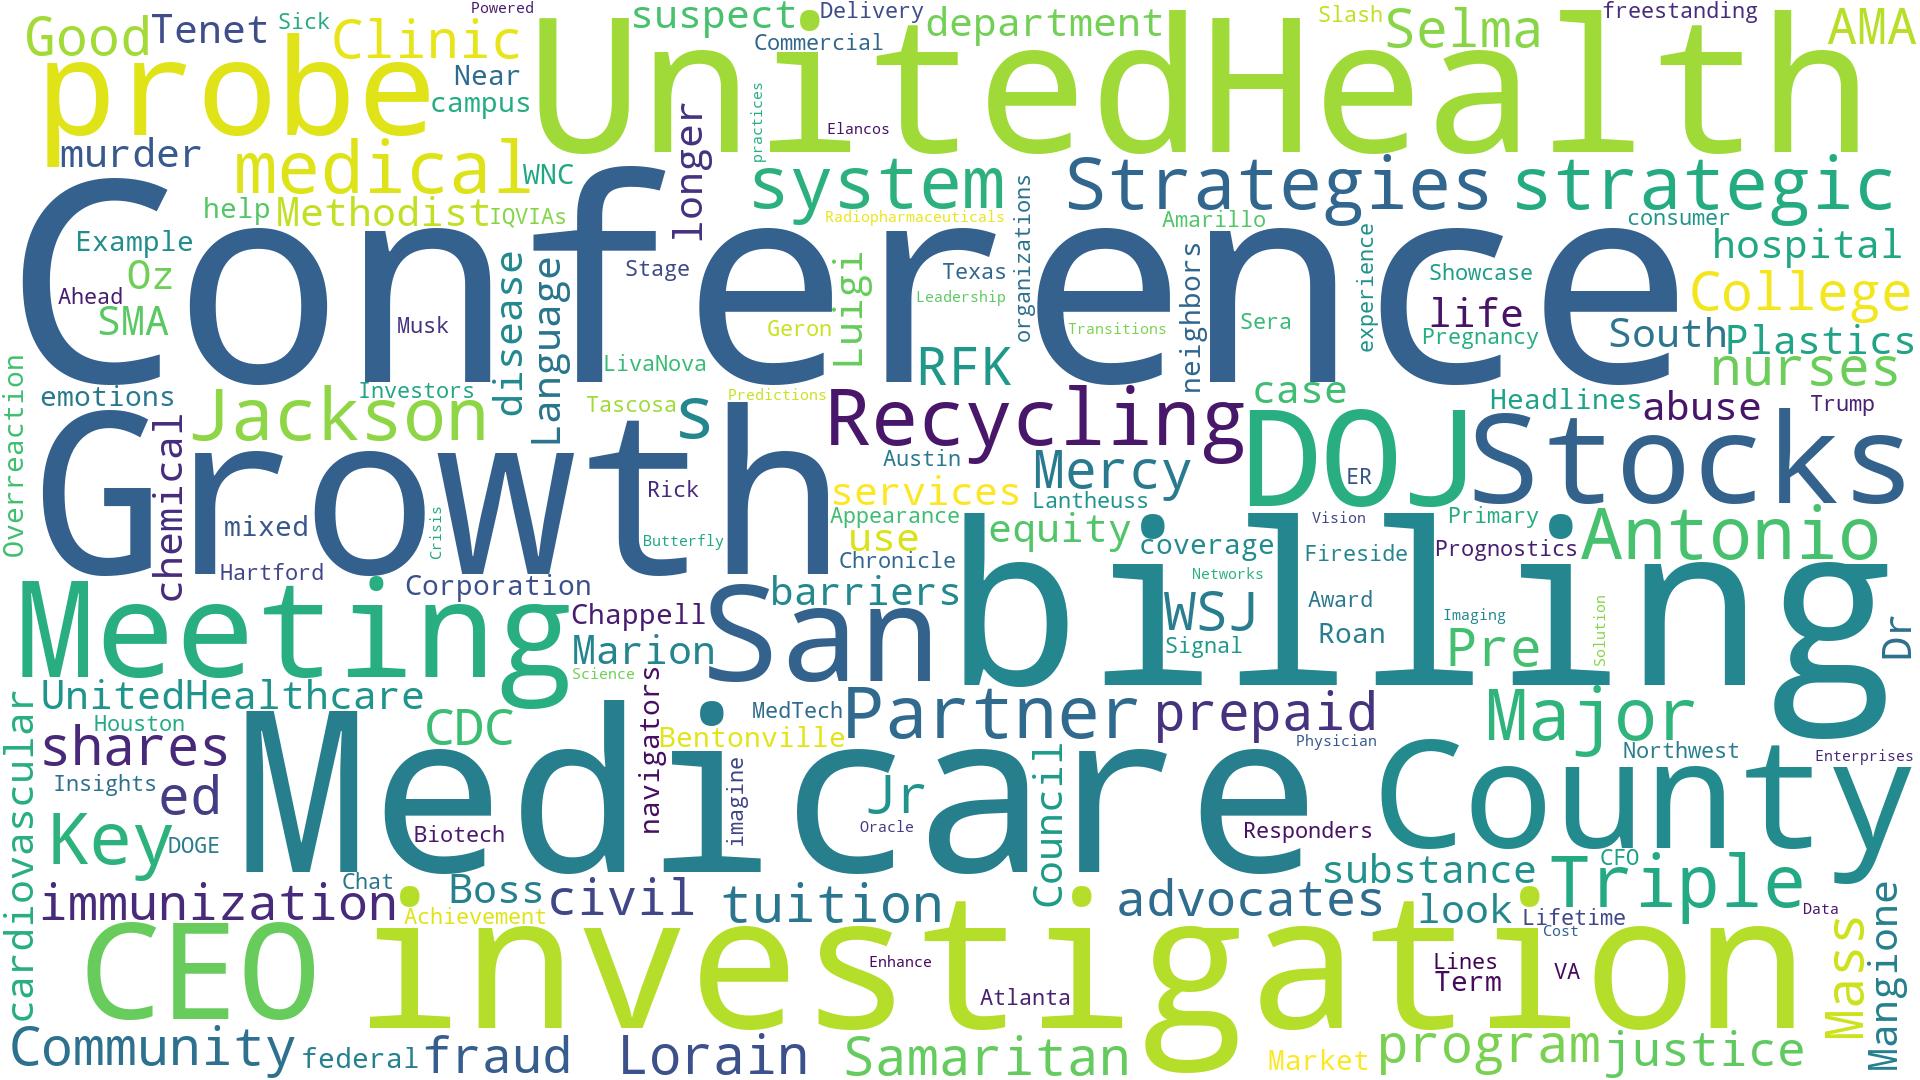 Powered
Good
Tenet
Sick
Clinic
suspect
Delivery
Commercial
department
Slash
Selma
freestanding
AMA
probe
Near
campus
UnitedHealth
murder
medical
WNC
longer
practices
Elancos
system
Strategies
strategic
help
Methodist
IQVIAs
Radiopharmaceuticals
organizations
Amarillo
consumer
Conference
Example
Oz
Ahead
SMA
Musk
disease
Language
Stage
LivaNova
Luigi
Geron
Texas
Leadership
RFK
Transitions
neighbors
Sera
experience
Showcase
life
Pregnancy
hospital
College
South
Plastics
nurses
Overreaction
emotions
Investors
Jackson
Tascosa
s
Predictions
Recycling
case
Headlines
abuse
Trump
DOJ
Stocks
Growth
chemical
mixed
Hartford
Crisis
Rick
Butterfly
Austin
Mercy
ER
services
Lantheuss
Appearance
use
equity
Chronicle
Vision
Primary
coverage
Fireside
Prognostics
Antonio
billing
Networks
Meeting
Corporation
Chappell
San
barriers
WSJ
Award
Imaging
Signal
Roan
Pre
Solution
Dr
Marion
Science
UnitedHealthcare
Houston
CDC
navigators
MedTech
Bentonville
Partner
prepaid
Physician
Major
Northwest
Enterprises
cardiovascular
shares
Insights
ed
Key
DOGE
Medicare
Biotech
imagine
Jr
Oracle
Council
Responders
County
substance
CFO
Triple
immunization
Chat
Achievement
Boss
civil
tuition
advocates
look
Lifetime
Cost
Data
CEO
investigation
Enhance
Atlanta
Lines
Term
VA
Mass
Mangione
Community
federal
fraud
Lorain
Samaritan
Market
program
justice